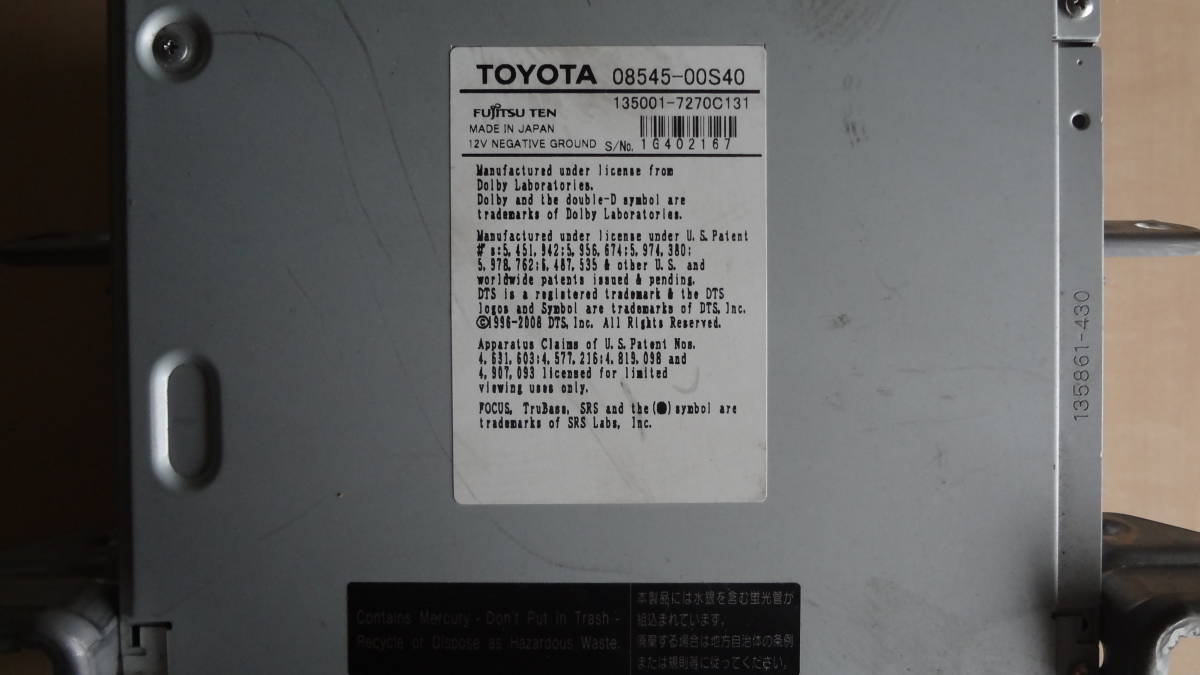 TOYOTA 08545-00S40
135001-7270C131
FUJITSU TEN
MADE IN JAPAN
12V NEGATIVE GROUND S/No. 1G402167
Manufactured under license from
Dolby Laboratories.
Dolby and the double-D symbol are
trademarks of Dolby Laboratories.
Manufactured under license under U.S. Patent
#'s:5,451,942;5,956,674;5,974,380;
5,978,762;6,487,535 & other U.S. and
worldwide patents issued & pending.
DTS is a registered trademark & the DTS
logos and Symbol are trademarks of DTS, Inc.
©1996-2008 DTS, Inc. All Rights Reserved.
Apparatus Claims of U.S. Patent Nos.
4,631,603;4,577,216;4,819,098 and
4,907,093 licensed for limited
viewing uses only.
FOCUS, TruBass, SRS and the (●) symbol are
trademarks of SRS Labs, Inc.
135861-430
Contains Mercury - Don't Put in Trash -
Recycle or Dispose as Hazardous Waste.
本製品には水銀を含む蛍光管が
組込まれています。
廃棄する場合は地方自治体の条例
または規則等に従ってください。